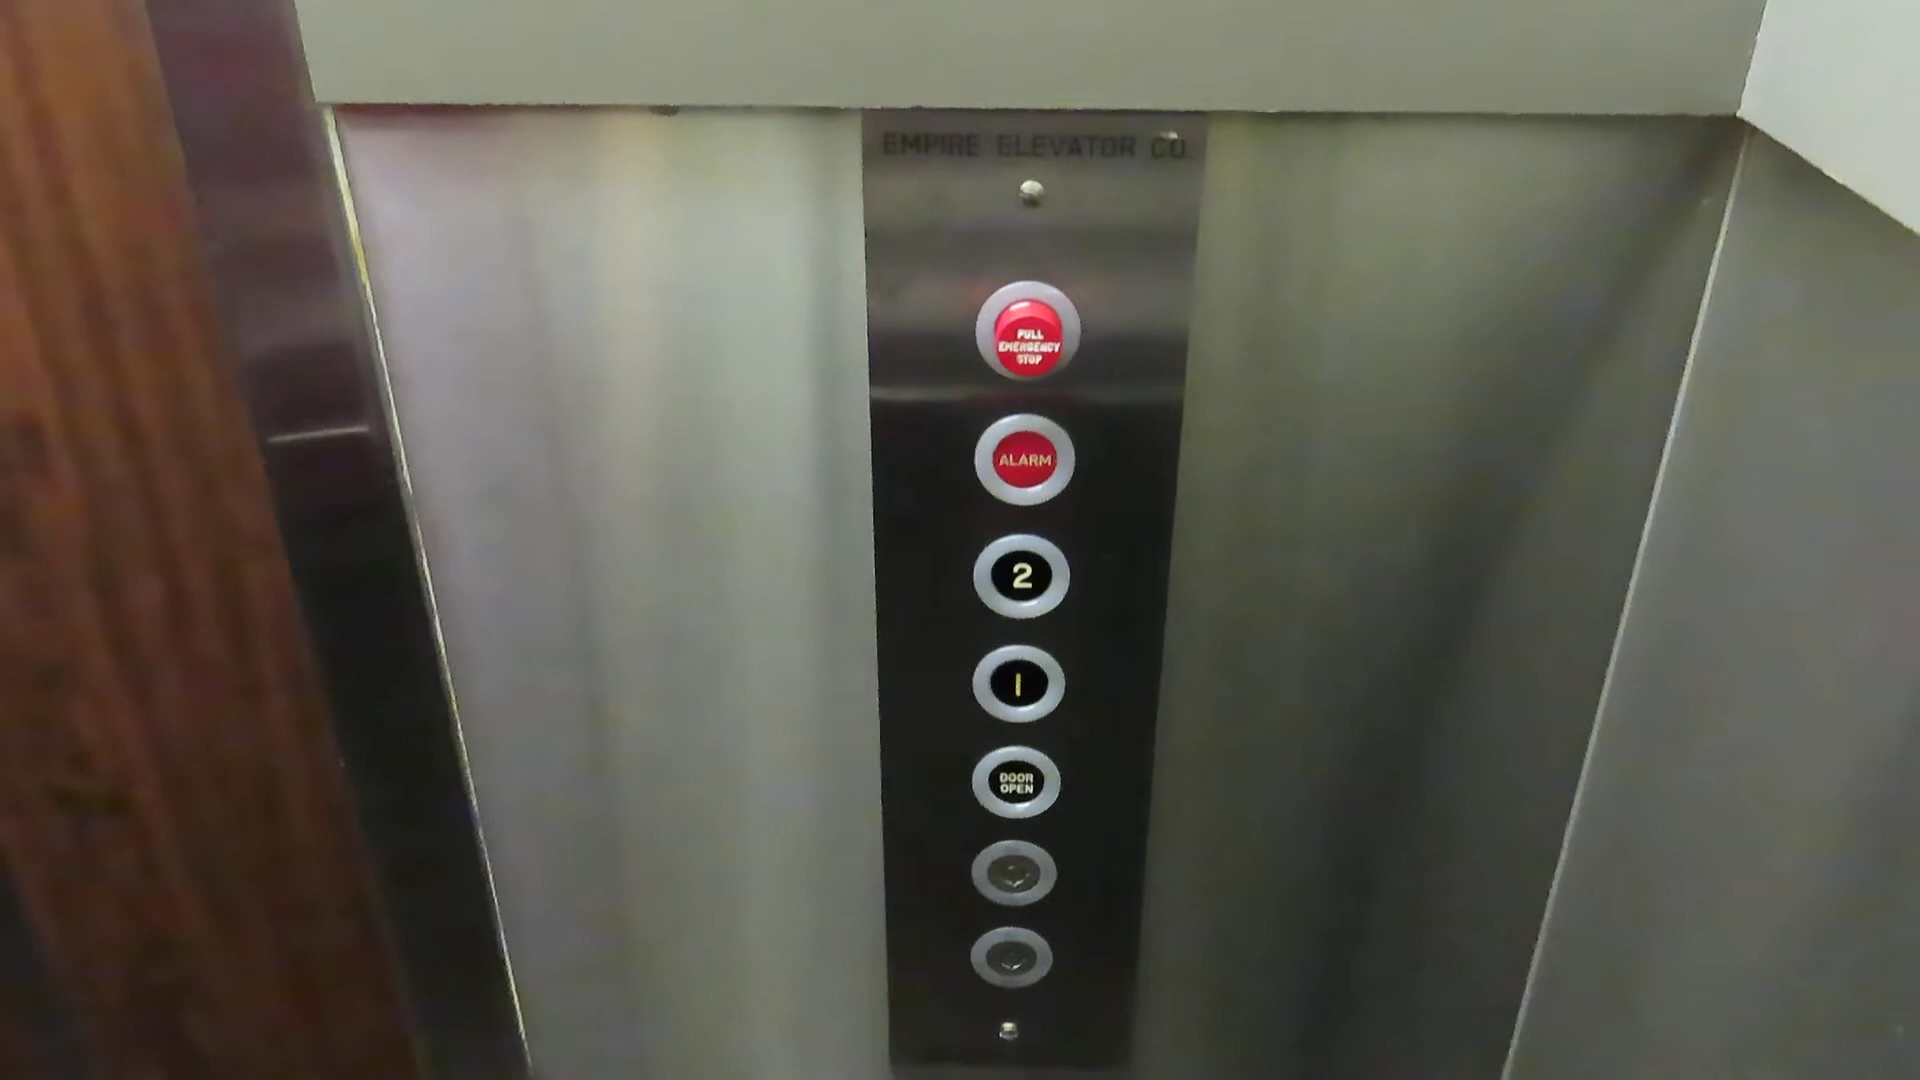 EMPIRE ELEVATOR CO.
PULL
EMERGENCY
STOP
ALARM
2
1
DOOR
OPEN